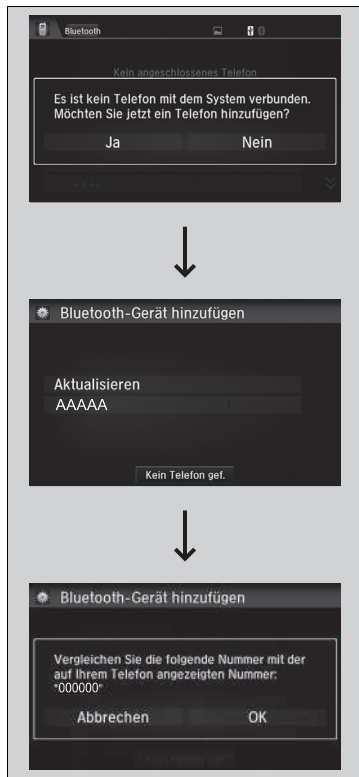 Bluetooth
Kein angeschlossenes Telefon
Es ist kein Telefon mit dem System verbunden.
Möchten Sie jetzt ein Telefon hinzufügen?
Ja Nein
Bluetooth-Gerät hinzufügen
Aktualisieren
AAAAA
Kein Telefon gef.
Bluetooth-Gerät hinzufügen
Vergleichen Sie die folgende Nummer mit der
auf Ihrem Telefon angezeigten Nummer:
"000000"
Abbrechen OK